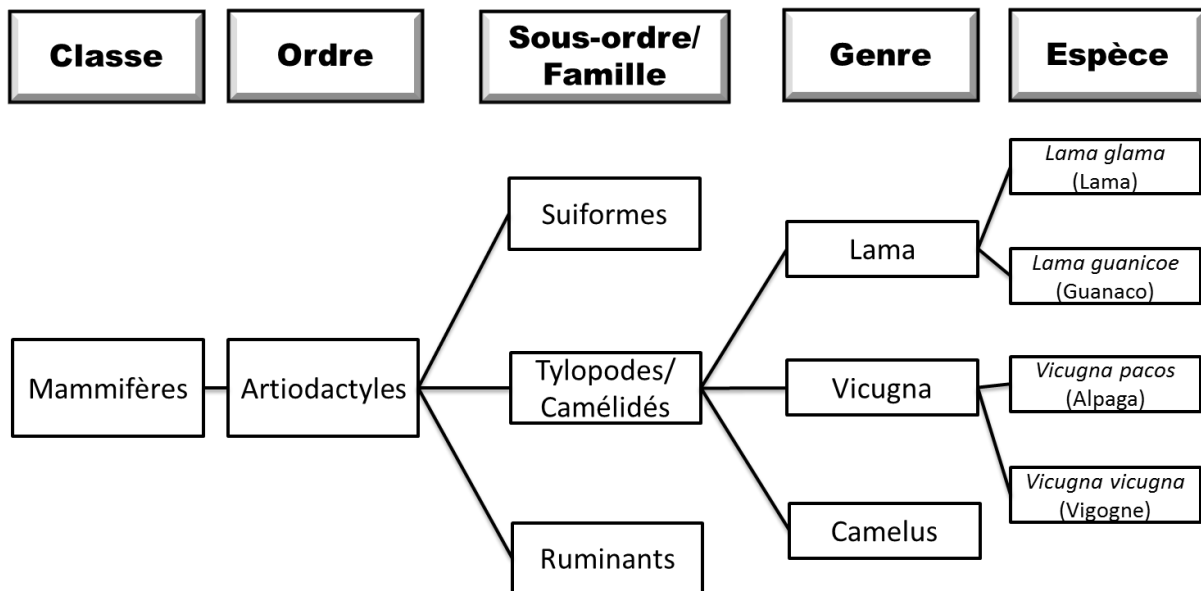 Classe
Ordre
Sous-ordre/
Famille
Genre
Espèce
Mammifères
Artiodactyles
Suiformes
Tylopodes/
Camélidés
Ruminants
Lama
Vicugna
Camelus
Lama glama
(Lama)
Lama guanicoe
(Guanaco)
Vicugna pacos
(Alpaga)
Vicugna vicugna
(Vigogne)